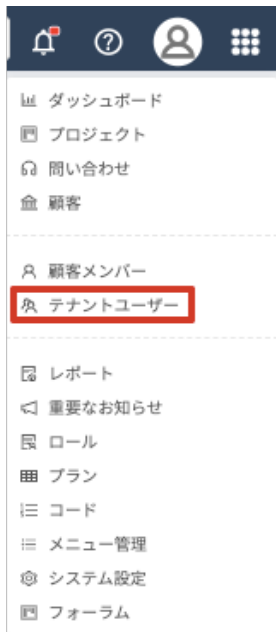 ダッシュボード
プロジェクト
問い合わせ
顧客
顧客メンバー
テナントユーザー
レポート
重要なお知らせ
ロール
プラン
コード
メニュー管理
システム設定
フォーラム